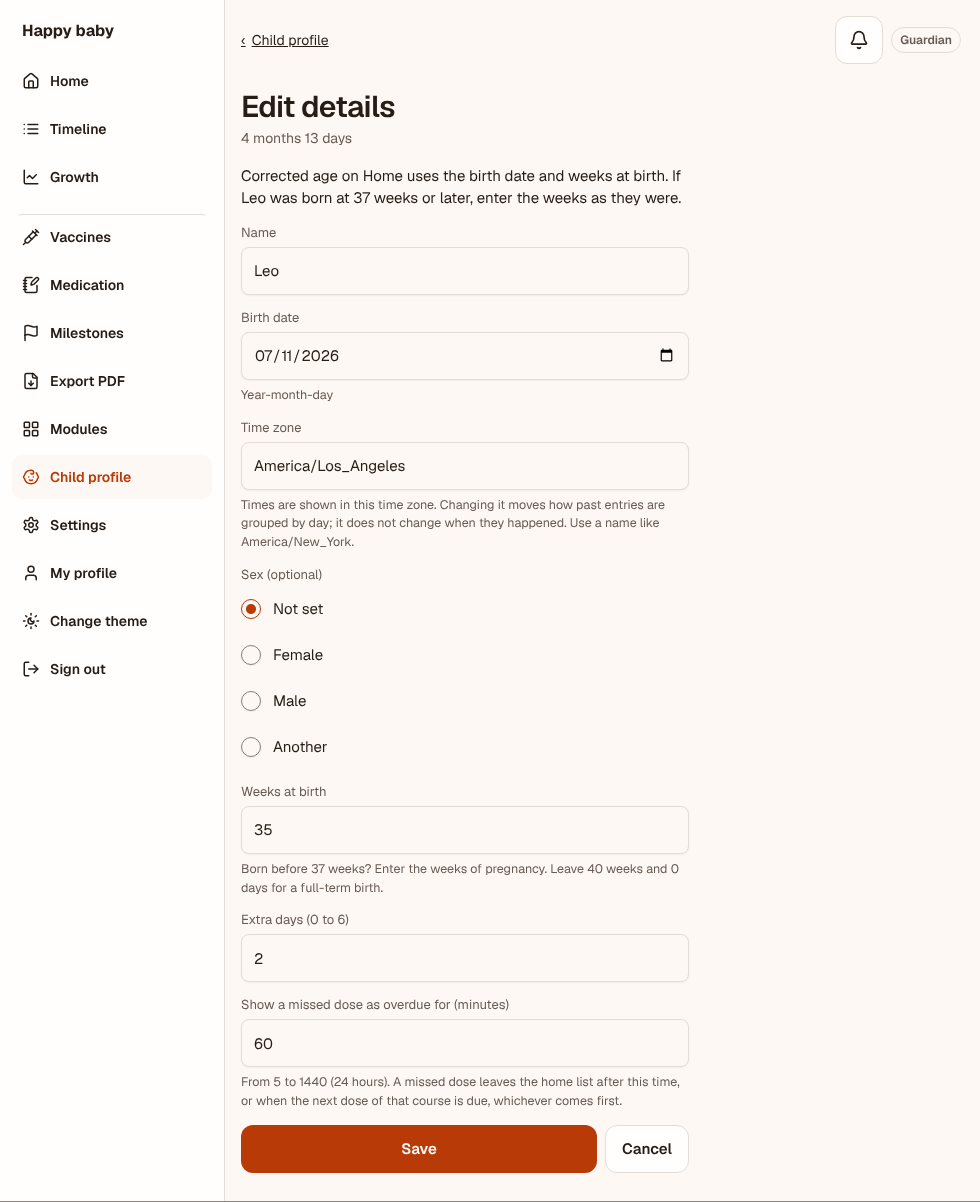 Happy baby
Home
Timeline
Growth
Vaccines
Medication
Milestones
Export PDF
Modules
Child profile
Settings
My profile
Change theme
Sign out
‹ Child profile
Guardian
Edit details
4 months 13 days
Corrected age on Home uses the birth date and weeks at birth. If
Leo was born at 37 weeks or later, enter the weeks as they were.
Name
Leo
Birth date
07/11/2026
Year-month-day
Time zone
America/Los_Angeles
Times are shown in this time zone. Changing it moves how past entries are
grouped by day; it does not change when they happened. Use a name like
America/New_York.
Sex (optional)
Not set
Female
Male
Another
Weeks at birth
35
Born before 37 weeks? Enter the weeks of pregnancy. Leave 40 weeks and 0
days for a full-term birth.
Extra days (0 to 6)
2
Show a missed dose as overdue for (minutes)
60
From 5 to 1440 (24 hours). A missed dose leaves the home list after this time,
or when the next dose of that course is due, whichever comes first.
Save
Cancel